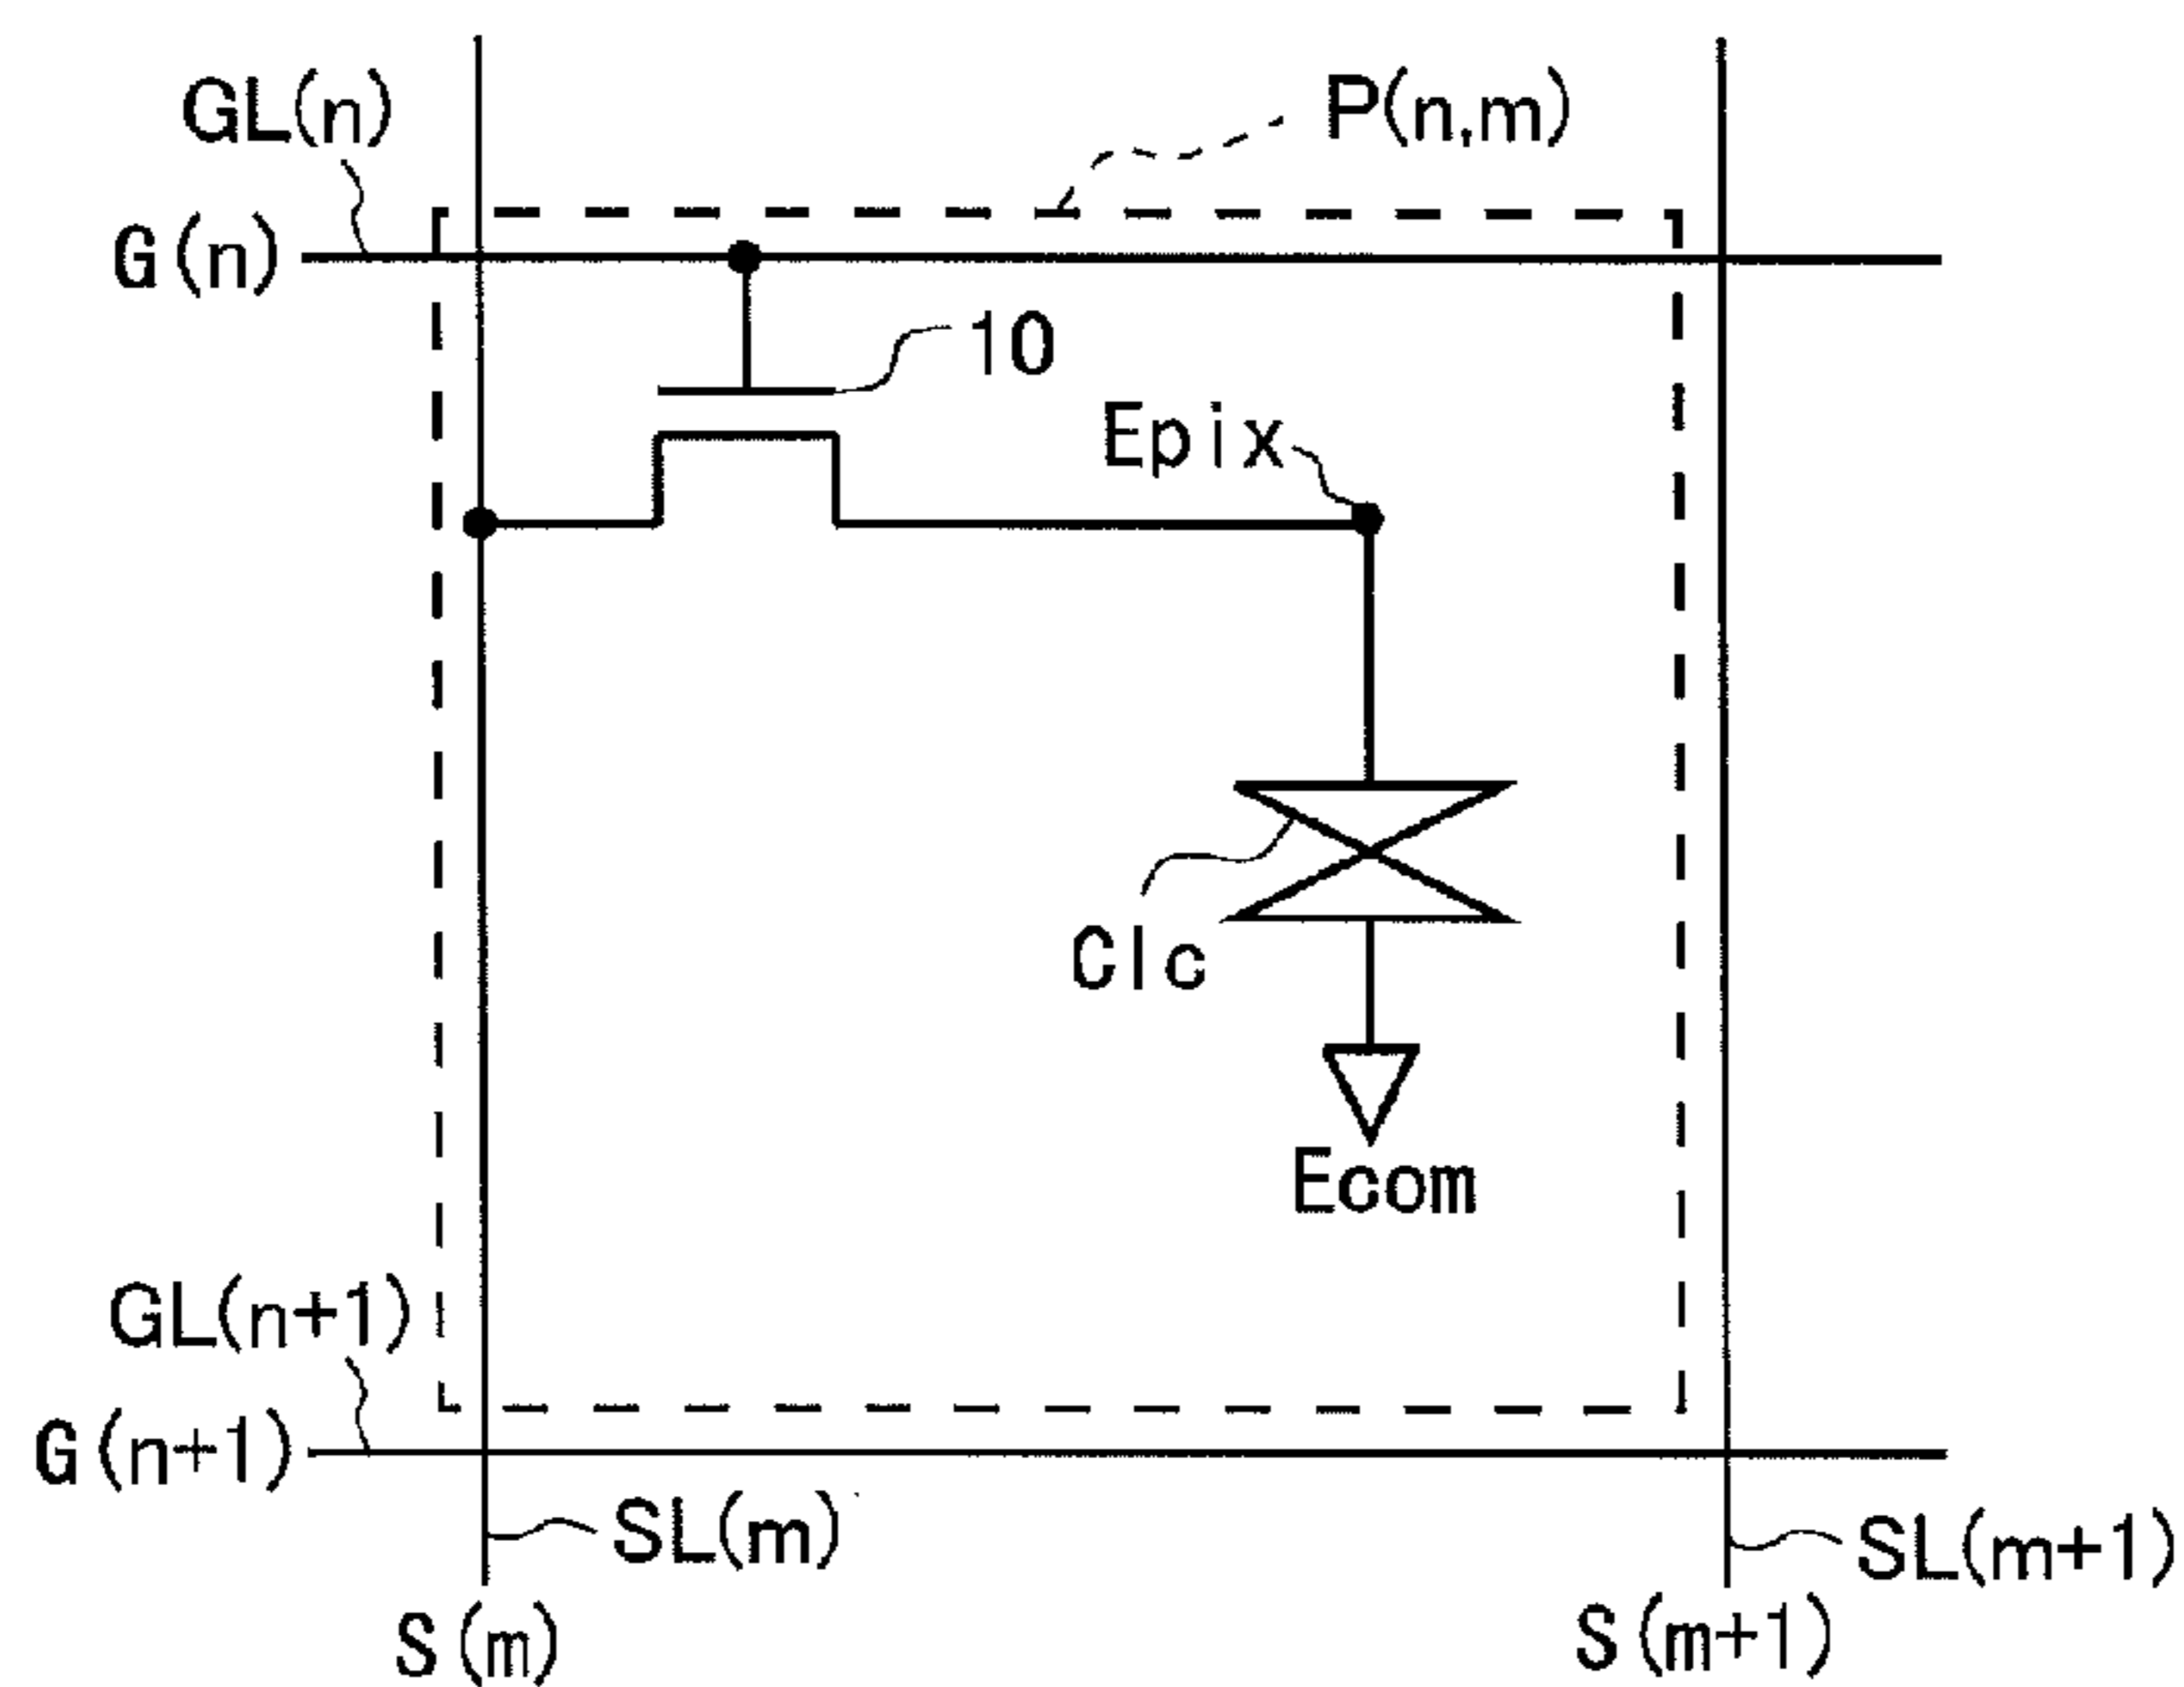 GL(n)
P(n,m)
G(n)
10
Epix
Clc
Ecom
GL(n+1)
G(n+1)
SL(m)
SL(m+1)
S(m)
S(m+1)